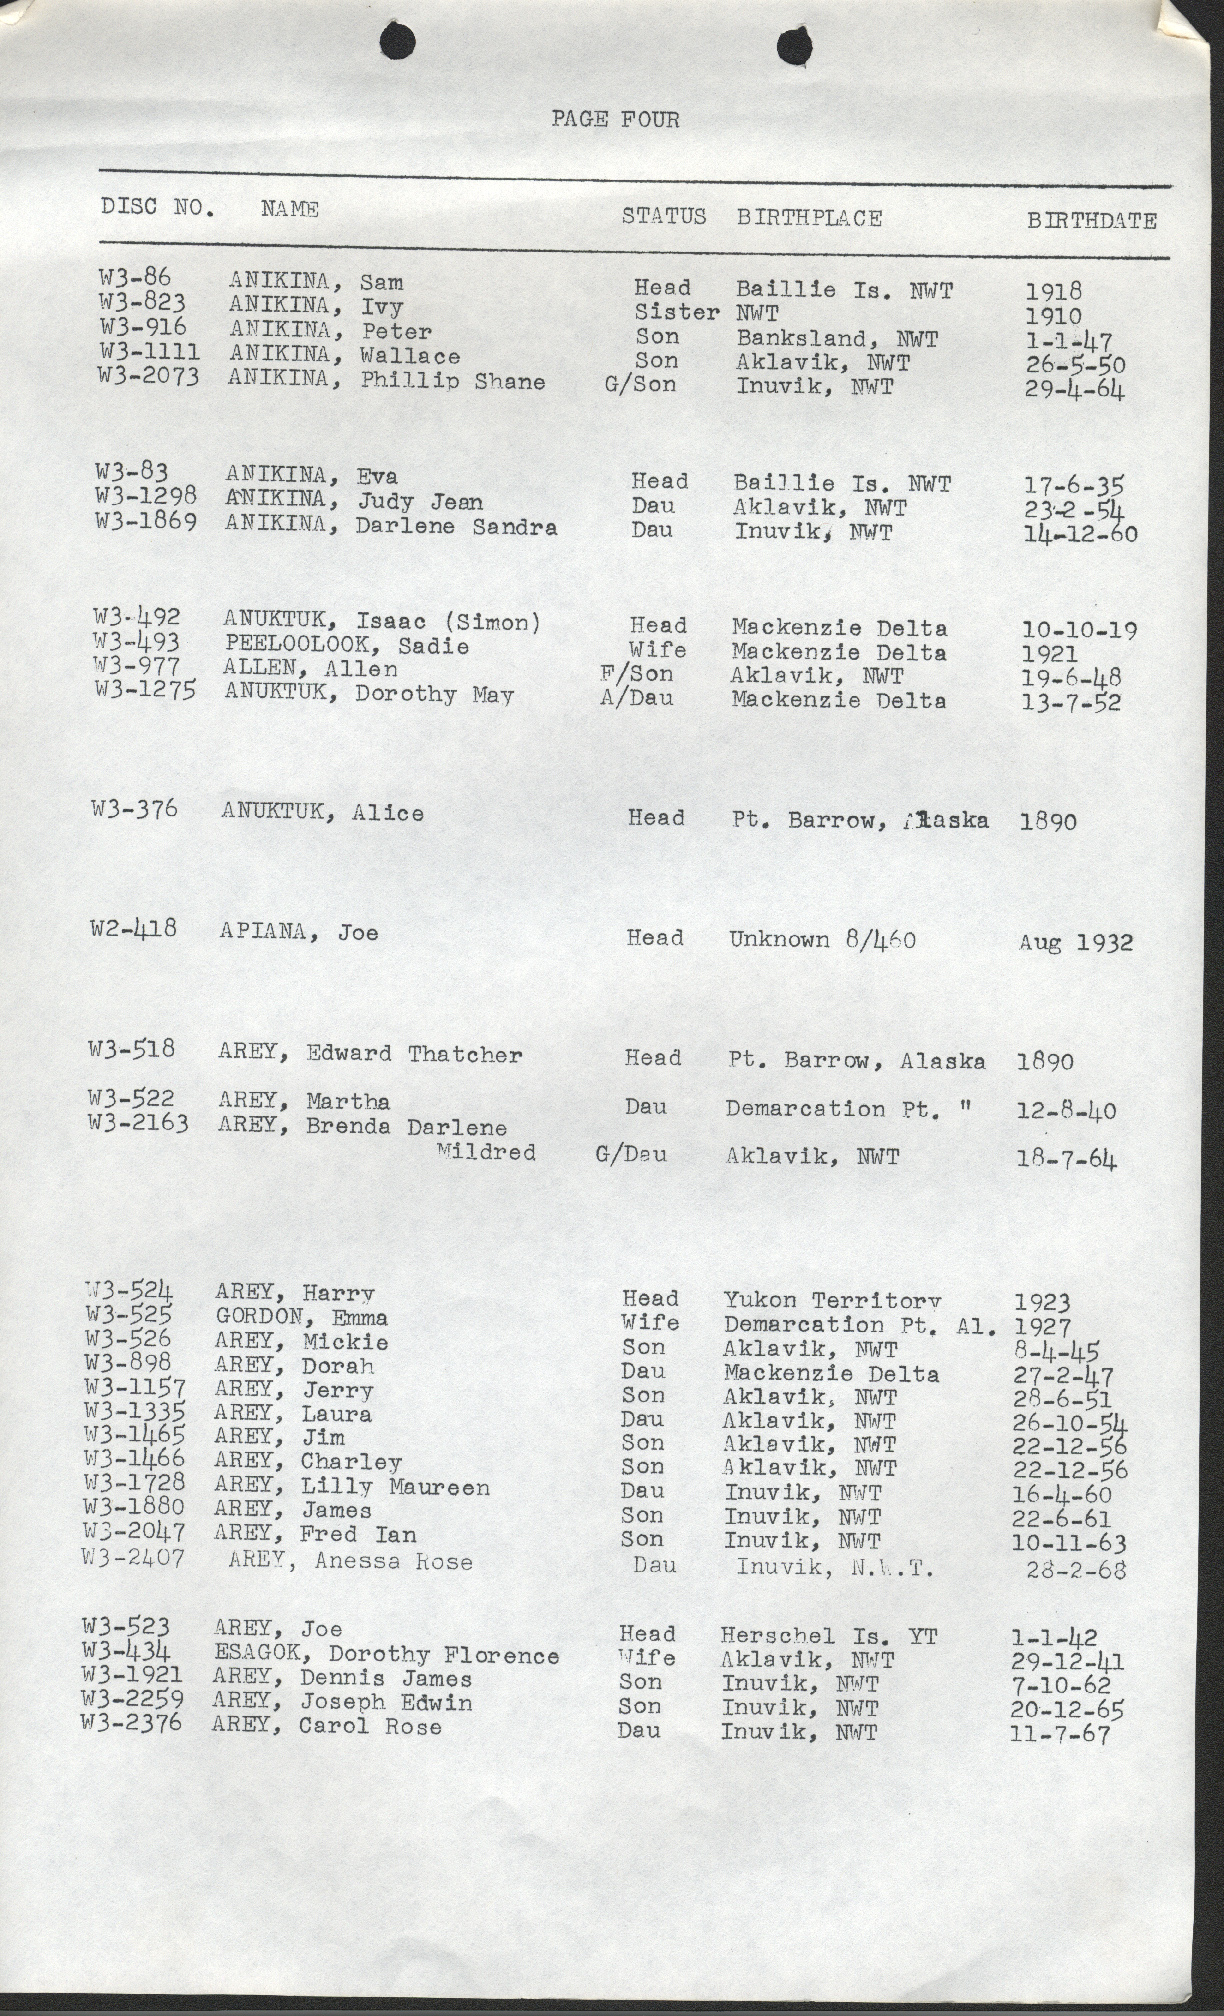 PAGE FOUR
DISC NO. NAME STATUS BIRTHPLACE BIRTHDATE
W3-86 ANIKINA, Sam Head Baillie Is. NWT 1918
W3-823 ANIKINA, Ivy Sister NWT 1910
W3-916 ANIKINA, Peter Son Banksland, NWT 1-1-47
W3-1111 ANIKINA, Wallace Son Aklavik, NWT 26-5-50
W3-2073 ANIKINA, Phillip Shane G/Son Inuvik, NWT 29-4-64
W3-83 ANIKINA, Eva Head Baillie Is. NWT 17-6-35
W3-1298 ANIKINA, Judy Jean Dau Aklavik, NWT 23-2-54
W3-1869 ANIKINA, Darlene Sandra Dau Inuvik, NWT 14-12-60
W3-492 ANUKTUK, Isaac (Simon) Head Mackenzie Delta 10-10-19
W3-493 PEELOOLOOK, Sadie Wife Mackenzie Delta 1921
W3-977 ALLEN, Allen F/Son Aklavik, NWT 19-6-48
W3-1275 ANUKTUK, Dorothy May A/Dau Mackenzie Delta 13-7-52
W3-376 ANUKTUK, Alice Head Pt. Barrow, Alaska 1890
W2-418 APIANA, Joe Head Unknown 8/460 Aug 1932
W3-518 AREY, Edward Thatcher Head Pt. Barrow, Alaska 1890
W3-522 AREY, Martha Dau Demarcation Pt. " 12-8-40
W3-2163 AREY, Brenda Darlene
Mildred G/Dau Aklavik, NWT 18-7-64
W3-524 AREY, Harry Head Yukon Territory 1923
W3-525 GORDON, Emma Wife Demarcation Pt. Al. 1927
W3-526 AREY, Mickie Son Aklavik, NWT 8-4-45
W3-898 AREY, Dorah Dau Mackenzie Delta 27-2-47
W3-1157 AREY, Jerry Son Aklavik, NWT 28-6-51
W3-1335 AREY, Laura Dau Aklavik, NWT 26-10-54
W3-1465 AREY, Jim Son Aklavik, NWT 22-12-56
W3-1466 AREY, Charley Son Aklavik, NWT 22-12-56
W3-1728 AREY, Lilly Maureen Dau Inuvik, NWT 16-4-60
W3-1880 AREY, James Son Inuvik, NWT 22-6-61
W3-2047 AREY, Fred Ian Son Inuvik, NWT 10-11-63
W3-2407 AREY, Anessa Rose Dau Inuvik, N.W.T. 28-2-68
W3-523 AREY, Joe Head Herschel Is. YT 1-1-42
W3-434 ESAGOK, Dorothy Florence Wife Aklavik, NWT 29-12-41
W3-1921 AREY, Dennis James Son Inuvik, NWT 7-10-62
W3-2259 AREY, Joseph Edwin Son Inuvik, NWT 20-12-65
W3-2376 AREY, Carol Rose Dau Inuvik, NWT 11-7-67